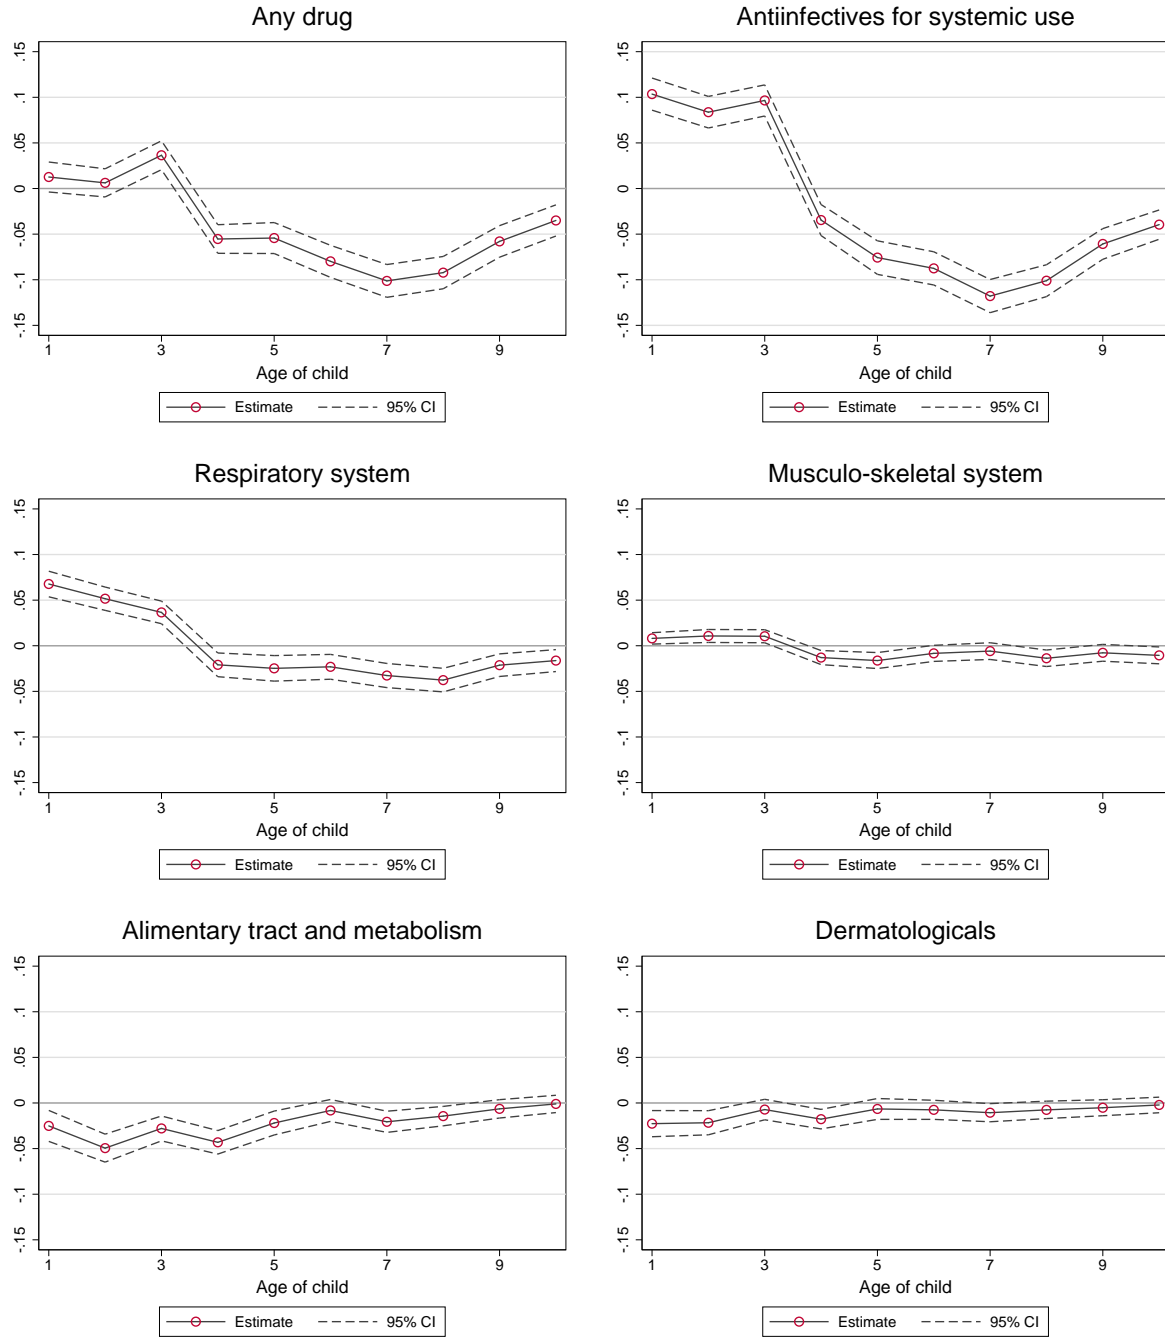 Any drug
.15
.1
.05
0
-.05
-.1
-.15
1 3 5 7 9
Age of child
Estimate 95% CI
Antiinfectives for systemic use
.15
.1
.05
0
-.05
-.1
-.15
1 3 5 7 9
Age of child
Estimate 95% CI
Respiratory system
.15
.1
.05
0
-.05
-.1
-.15
1 3 5 7 9
Age of child
Estimate 95% CI
Musculo-skeletal system
.15
.1
.05
0
-.05
-.1
-.15
1 3 5 7 9
Age of child
Estimate 95% CI
Alimentary tract and metabolism
.15
.1
.05
0
-.05
-.1
-.15
1 3 5 7 9
Age of child
Estimate 95% CI
Dermatologicals
.15
.1
.05
0
-.05
-.1
-.15
1 3 5 7 9
Age of child
Estimate 95% CI